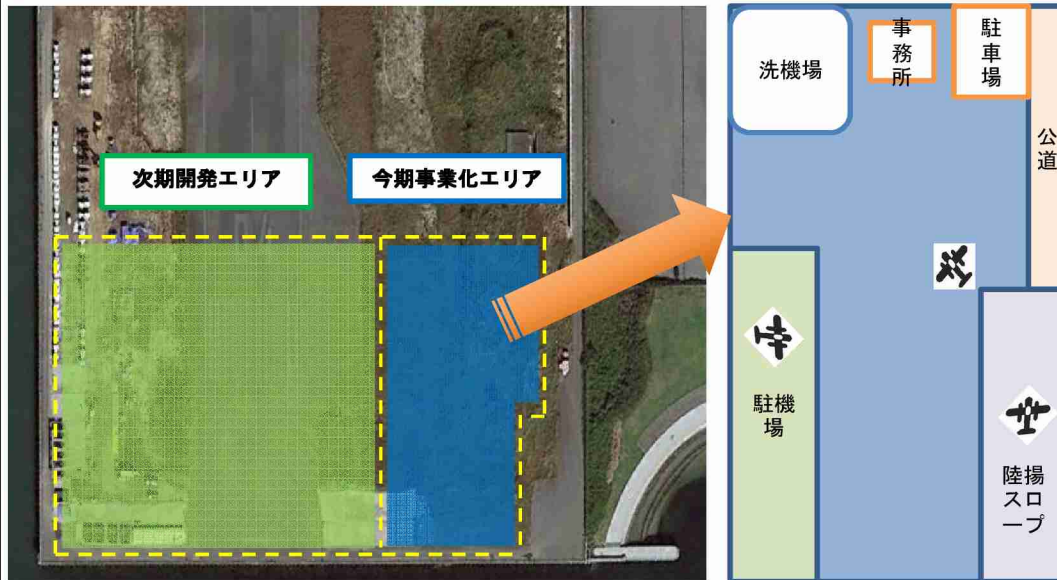 次期開発エリア
今期事業化エリア
洗機場
事
務
所
駐
車
場
公
道
駐機
場
陸揚
スロ
ープ